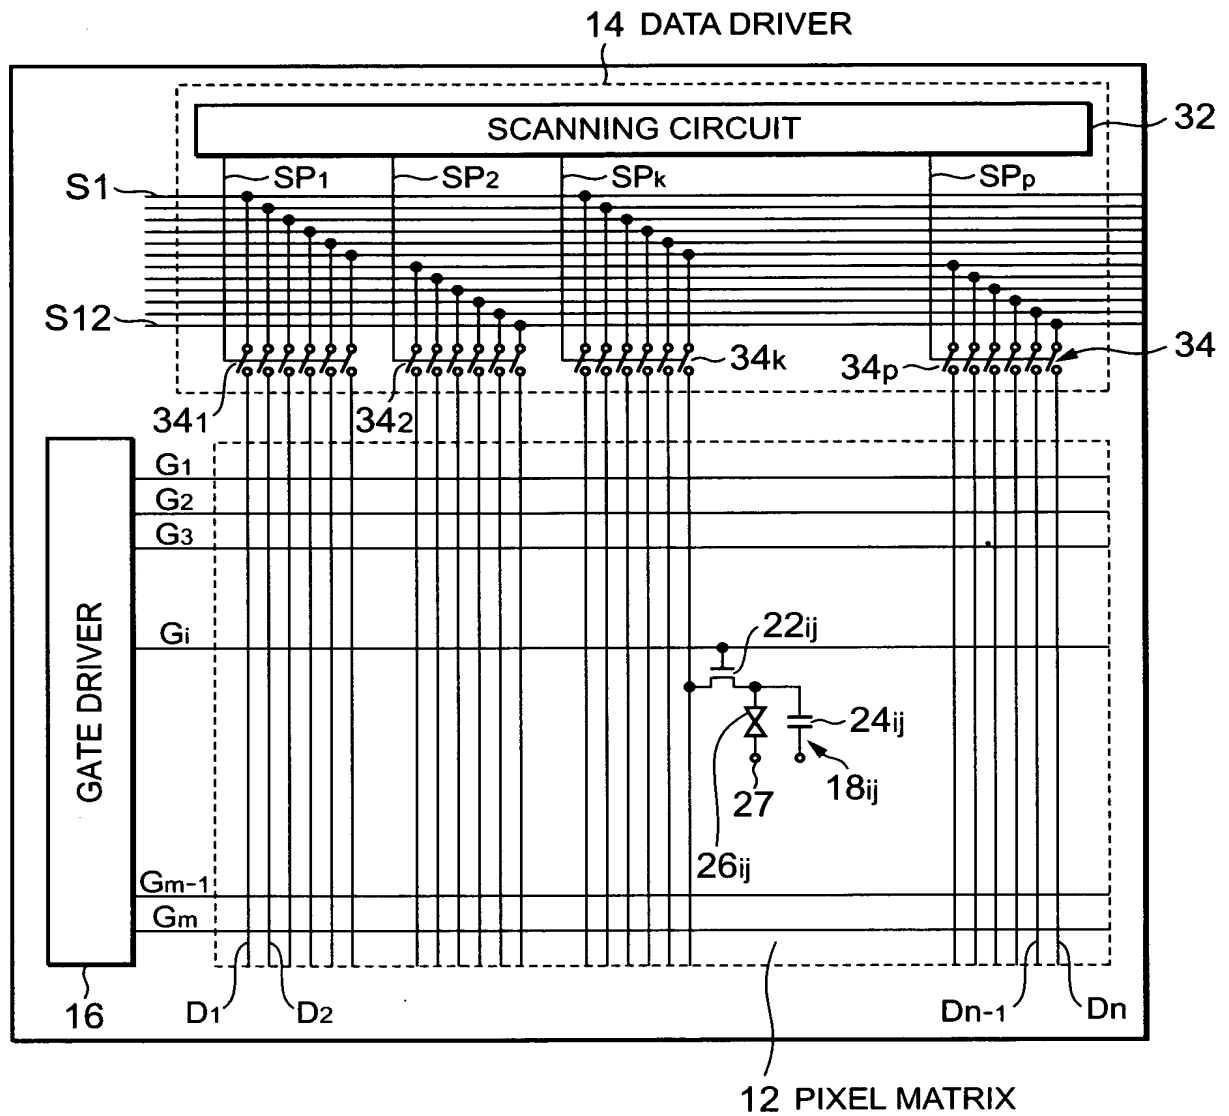 14 DATA DRIVER
SCANNING CIRCUIT
32
S1
SP1
SP2
SPk
SPp
S12
341
342
34k
34p
34
GATE DRIVER
G1
G2
G3
Gi
22ij
24ij
18ij
27
26ij
Gm-1
Gm
16
D1
D2
Dn-1
Dn
12 PIXEL MATRIX